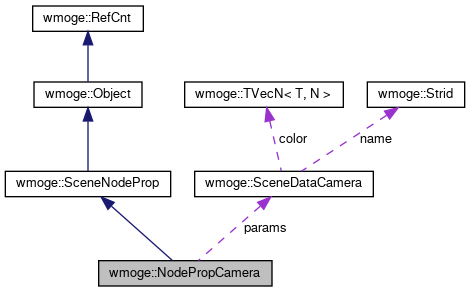 wmoge::RefCnt
wmoge::Object
wmoge::TVecN< T, N >
wmoge::Strid
color
name
wmoge::SceneNodeProp
wmoge::SceneDataCamera
params
wmoge::NodePropCamera